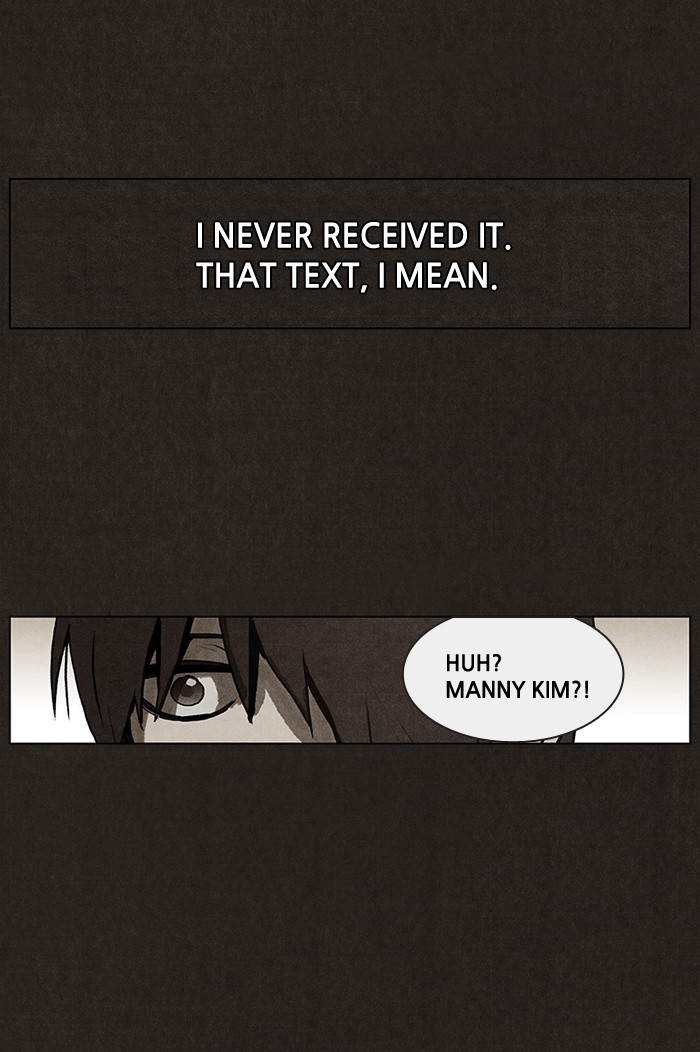 I NEVER RECEIVED IT.
THAT TEXT, I MEAN.
HUH?
MANNY KIM?!